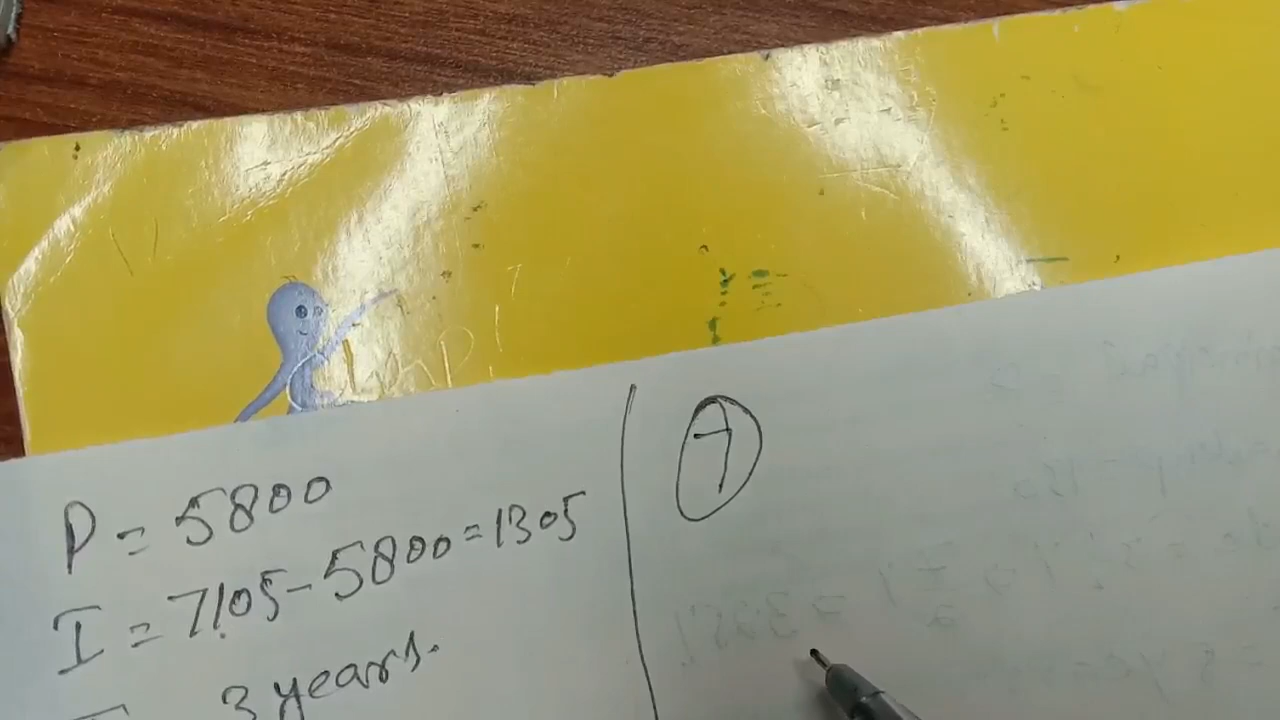 P = 5800
I = 7105 - 5800 = 1305
3 years.
7